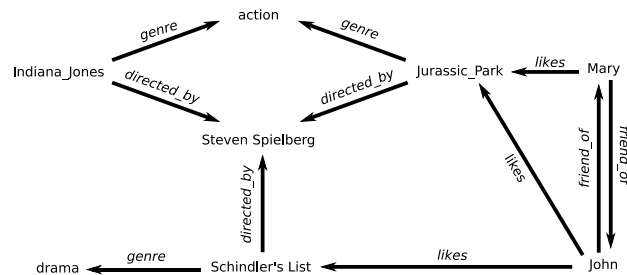 action
genre
genre
Indiana_Jones
Jurassic_Park
likes
Mary
directed_by
directed_by
Steven Spielberg
likes
friend_of
friend_of
directed_by
drama
genre
Schindler's List
likes
John